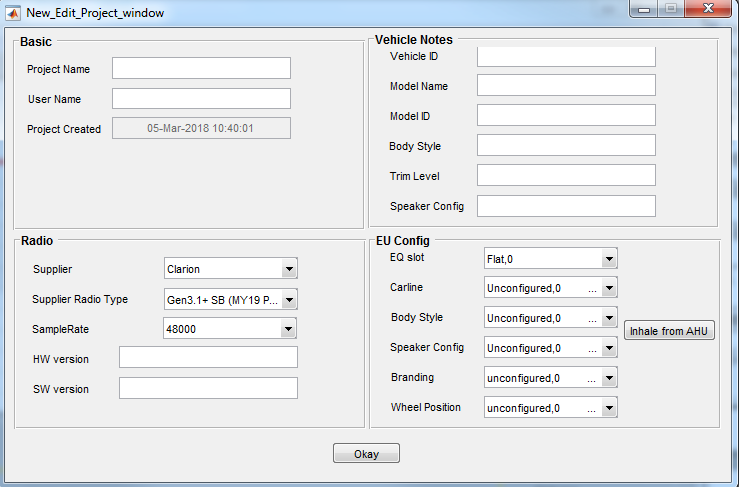 New_Edit_Project_window
Basic
Project Name
User Name
Project Created 05-Mar-2018 10:40:01
Vehicle Notes
Vehicle ID
Model Name
Model ID
Body Style
Trim Level
Speaker Config
Radio
Supplier Clarion
Supplier Radio Type Gen3.1+ SB (MY19 P...
SampleRate 48000
HW version
SW version
EU Config
EQ slot Flat,0
Carline Unconfigured,0 ...
Body Style Unconfigured,0 ...
Speaker Config Unconfigured,0 ...
Branding unconfigured,0 ...
Wheel Position unconfigured,0 ...
Inhale from AHU
Okay